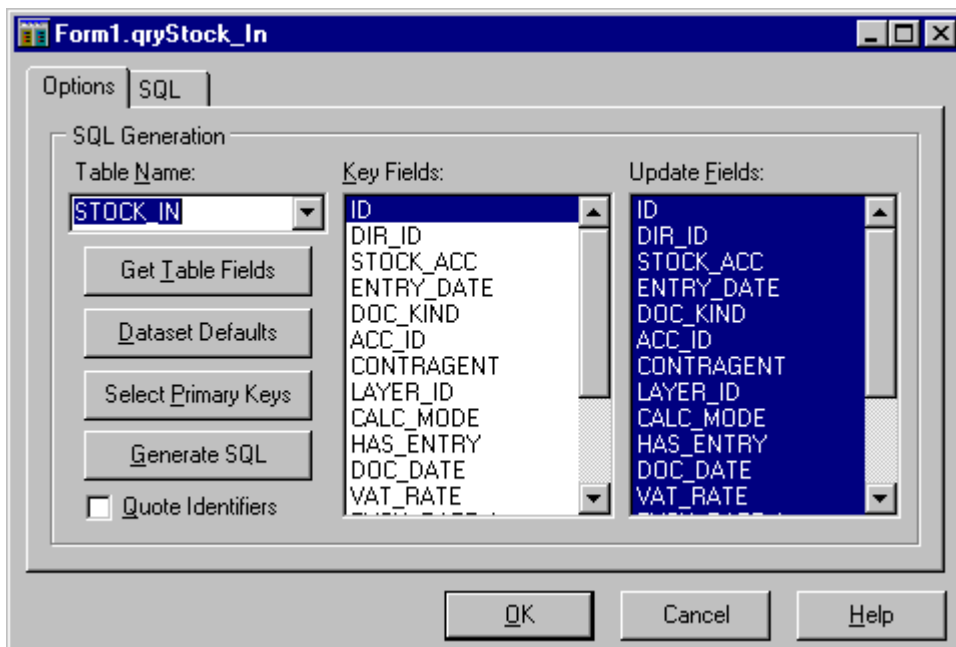 Form1.qryStock_In
Options
SQL
SQL Generation
Table Name:
STOCK_IN
Get Table Fields
Dataset Defaults
Select Primary Keys
Generate SQL
Quote Identifiers
Key Fields:
ID
DIR_ID
STOCK_ACC
ENTRY_DATE
DOC_KIND
ACC_ID
CONTRAGENT
LAYER_ID
CALC_MODE
HAS_ENTRY
DOC_DATE
VAT_RATE
Update Fields:
ID
DIR_ID
STOCK_ACC
ENTRY_DATE
DOC_KIND
ACC_ID
CONTRAGENT
LAYER_ID
CALC_MODE
HAS_ENTRY
DOC_DATE
VAT_RATE
OK
Cancel
Help